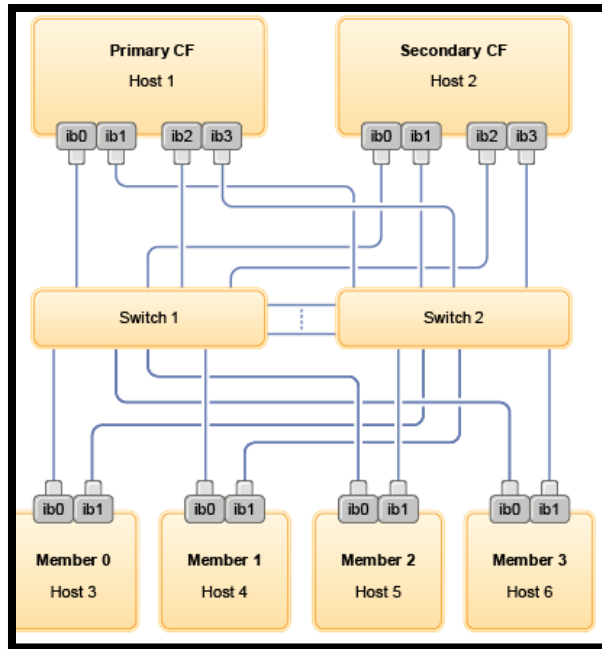 Primary CF
Host 1
Secondary CF
Host 2
ib0 ib1 ib2 ib3
ib0 ib1 ib2 ib3
Switch 1
Switch 2
ib0 ib1
ib0 ib1
ib0 ib1
ib0 ib1
Member 0
Host 3
Member 1
Host 4
Member 2
Host 5
Member 3
Host 6